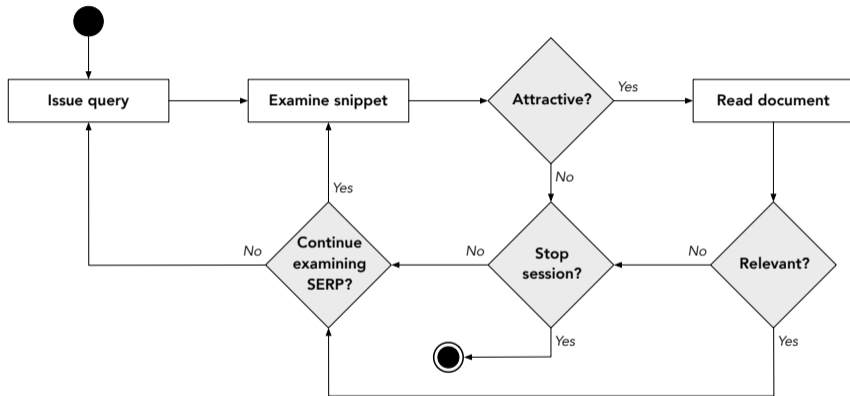 Issue query
Examine snippet
Attractive?
Yes
Read document
No
Yes
No
Continue
examining
SERP?
No
Stop
session?
No
Relevant?
Yes
Yes